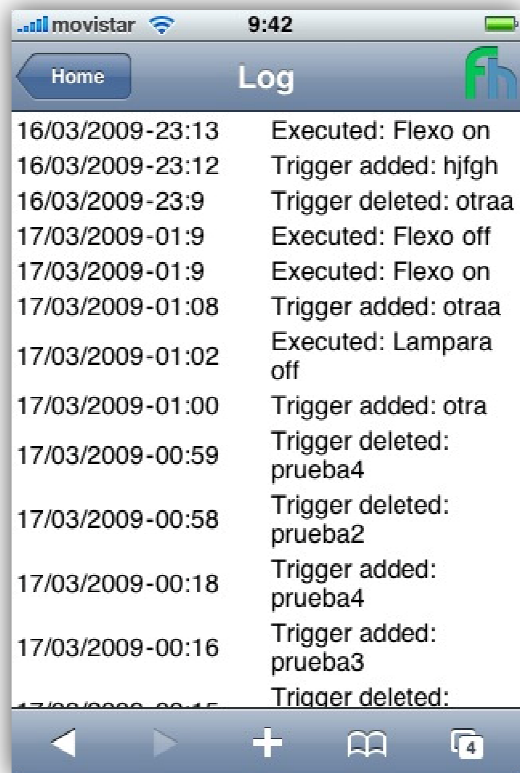 movistar 9:42
Home Log fh
16/03/2009-23:13 Executed: Flexo on
16/03/2009-23:12 Trigger added: hjfgh
16/03/2009-23:9 Trigger deleted: otraa
17/03/2009-01:9 Executed: Flexo off
17/03/2009-01:9 Executed: Flexo on
17/03/2009-01:08 Trigger added: otraa
17/03/2009-01:02 Executed: Lampara
off
17/03/2009-01:00 Trigger added: otra
17/03/2009-00:59 Trigger deleted:
prueba4
17/03/2009-00:58 Trigger deleted:
prueba2
17/03/2009-00:18 Trigger added:
prueba4
17/03/2009-00:16 Trigger added:
prueba3
Trigger deleted:
4